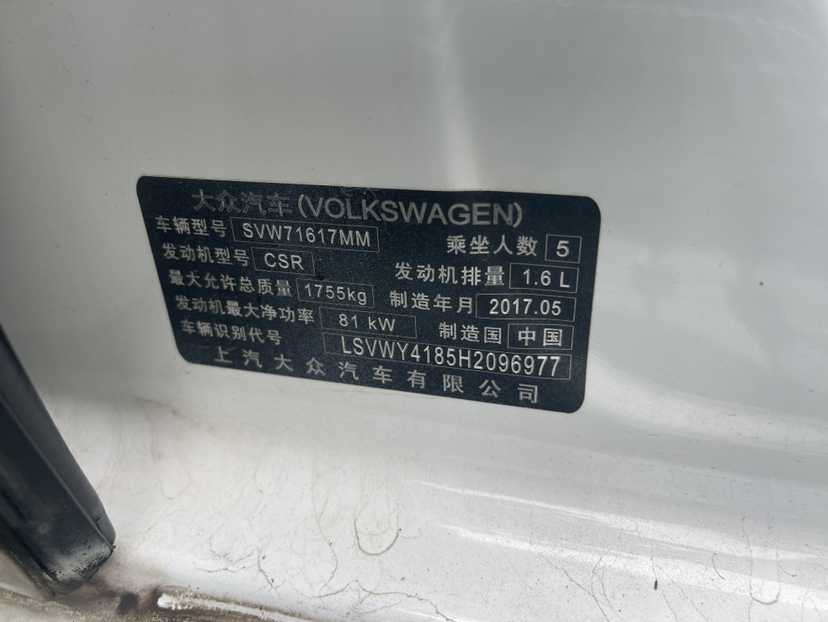 大众汽车(VOLKSWAGEN)
车辆型号 SVW71617MM 乘坐人数 5
发动机型号 CSR 发动机排量 1.6 L
最大允许总质量 1755kg 制造年月 2017.05
发动机最大净功率 81 kW 制造国 中国
车辆识别代号 LSVWY4185H2096977
上汽大众汽车有限公司